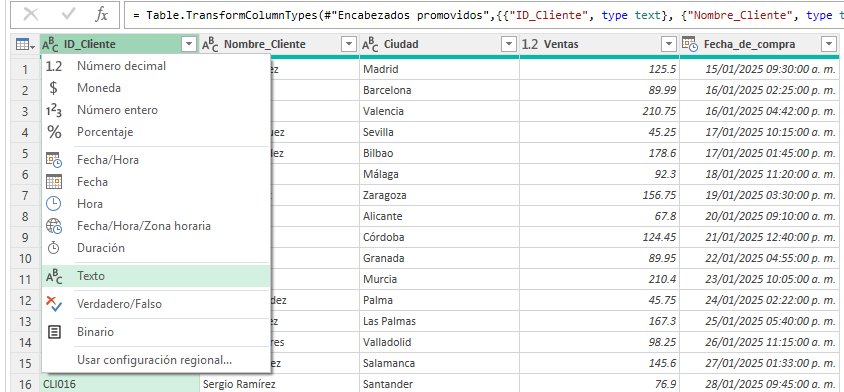 fx = Table.TransformColumnTypes(#"Encabezados promovidos",{{"ID_Cliente", type text}, {"Nombre_Cliente", type t
ABC ID_Cliente ABC Nombre_Cliente ABC Ciudad 1.2 Ventas Fecha_de_compra
1 ez Madrid 125.5 15/01/2025 09:30:00 a. m.
1.2 Número decimal
2 Barcelona 89.99 16/01/2025 02:25:00 p. m.
$ Moneda
3 Valencia 210.75 16/01/2025 04:42:00 p. m.
123 Número entero
4 uez Sevilla 45.25 17/01/2025 10:15:00 a. m.
% Porcentaje
5 dez Bilbao 178.6 17/01/2025 01:45:00 p. m.
Fecha/Hora
6 Málaga 92.3 18/01/2025 11:20:00 a. m.
Fecha
7 Zaragoza 156.75 19/01/2025 03:30:00 p. m.
Hora
8 Alicante 67.8 20/01/2025 09:10:00 a. m.
Fecha/Hora/Zona horaria
9 Córdoba 124.45 21/01/2025 12:40:00 p. m.
Duración
10 Granada 89.95 22/01/2025 04:55:00 p. m.
ABC Texto
11 Murcia 210.4 23/01/2025 10:05:00 a. m.
Verdadero/Falso
12 dez Palma 45.75 24/01/2025 02:22:00 p. m.
13 ez Las Palmas 167.3 25/01/2025 05:40:00 p. m.
Binario
14 res Valladolid 98.25 26/01/2025 11:15:00 a. m.
Usar configuración regional...
15 ez Salamanca 145.6 27/01/2025 01:33:00 p. m.
16 CLI016 Sergio Ramírez Santander 76.9 28/01/2025 09:45:00 a. m.